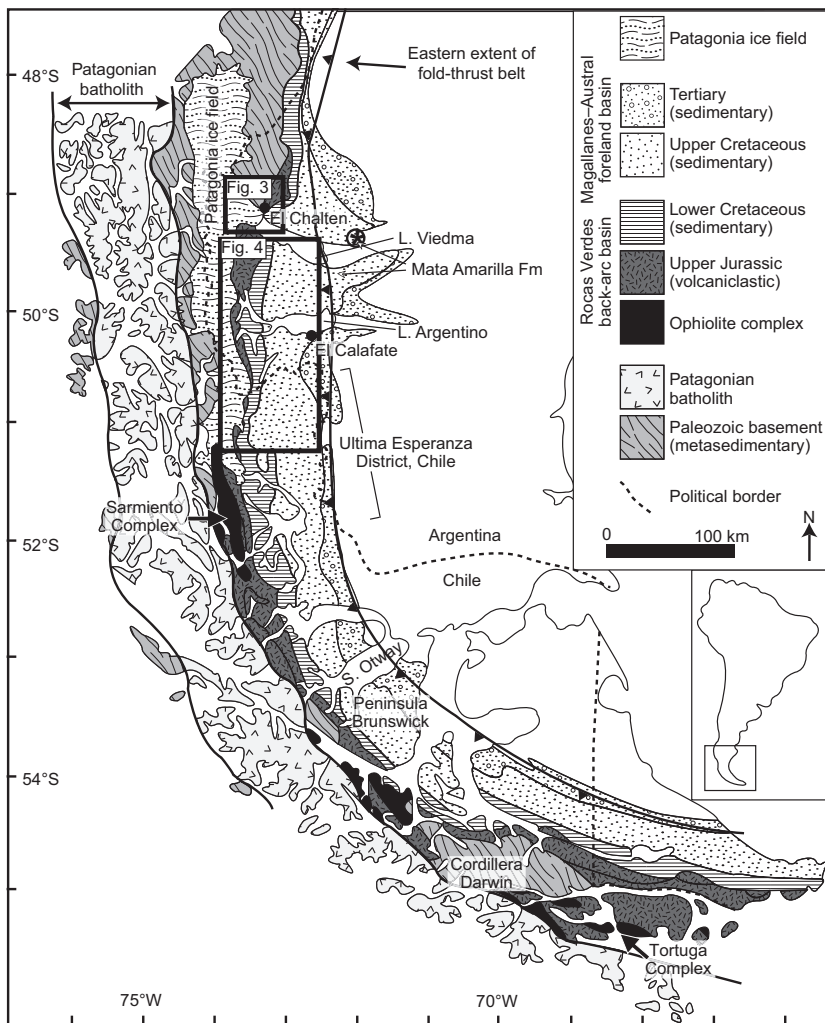 48°S
50°S
52°S
54°S
75°W
70°W
Patagonian
batholith
Patagonia ice field
Eastern extent of
fold-thrust belt
Fig. 3
El Chalten
Fig. 4
L. Viedma
Mata Amarilla Fm
L. Argentino
El Calafate
Ultima Esperanza
District, Chile
Sarmiento
Complex
Argentina
Chile
S. Otway
Peninsula
Brunswick
Cordillera
Darwin
Tortuga
Complex
Patagonia ice field
Magallanes–Austral
foreland basin
Tertiary
(sedimentary)
Upper Cretaceous
(sedimentary)
Rocas Verdes
back-arc basin
Lower Cretaceous
(sedimentary)
Upper Jurassic
(volcaniclastic)
Ophiolite complex
Patagonian
batholith
Paleozoic basement
(metasedimentary)
Political border
0 100 km
N